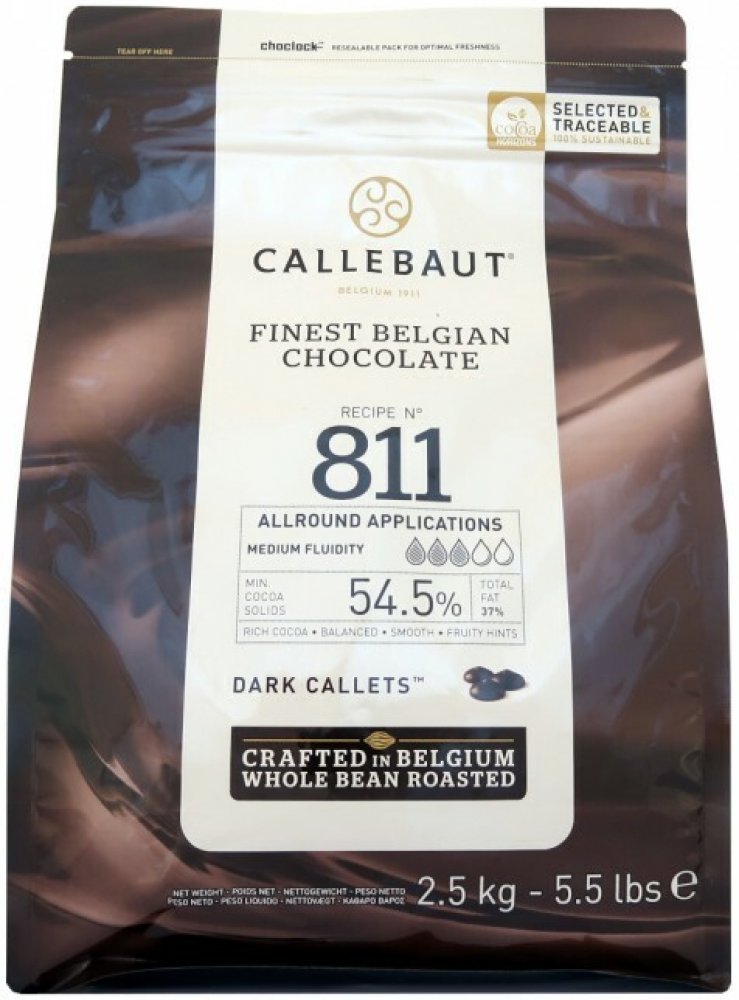 TEAR OFF HERE
choclock RESEALABLE PACK FOR OPTIMAL FRESHNESS
cocoa
HORIZONS
SELECTED&
TRACEABLE
100% SUSTAINABLE
CALLEBAUT®
BELGIUM 1911
FINEST BELGIAN
CHOCOLATE
RECIPE N°
811
ALLROUND APPLICATIONS
MEDIUM FLUIDITY
MIN.
COCOA
SOLIDS
54.5%
TOTAL
FAT
37%
RICH COCOA • BALANCED • SMOOTH • FRUITY HINTS
DARK CALLETS™
CRAFTED IN BELGIUM
WHOLE BEAN ROASTED
NET WEIGHT - POIDS NET - NETTOGEWICHT - PESO NETTO
PESO NETO - PESO LIQUIDO - NETTOVÆGT - ΚΑΘΑΡΟ ΒΑΡΟΣ
2.5 kg - 5.5 lbs e